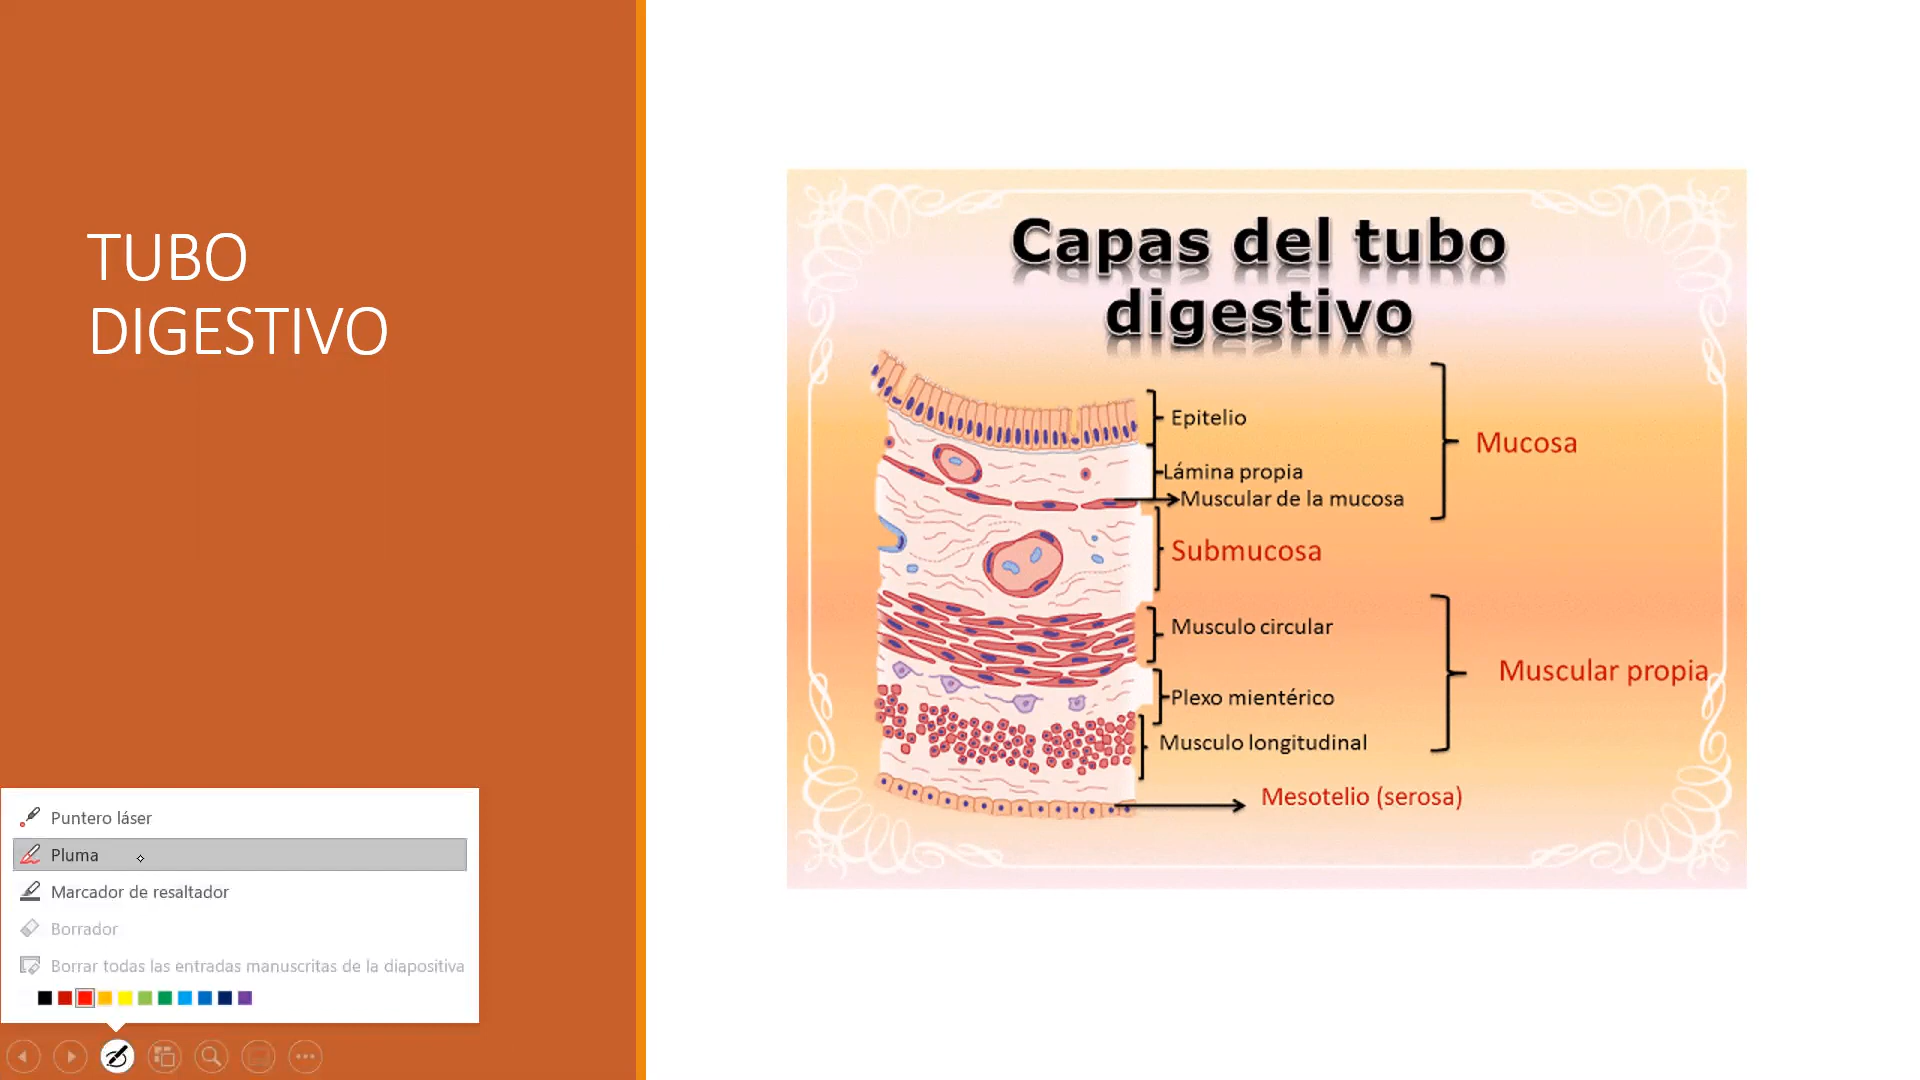 TUBO
DIGESTIVO
Capas del tubo
digestivo
Epitelio
Lámina propia
Muscular de la mucosa
Mucosa
Submucosa
Musculo circular
Plexo mientérico
Musculo longitudinal
Muscular propia
Mesotelio (serosa)
Puntero láser
Pluma
Marcador de resaltador
Borrador
Borrar todas las entradas manuscritas de la diapositiva